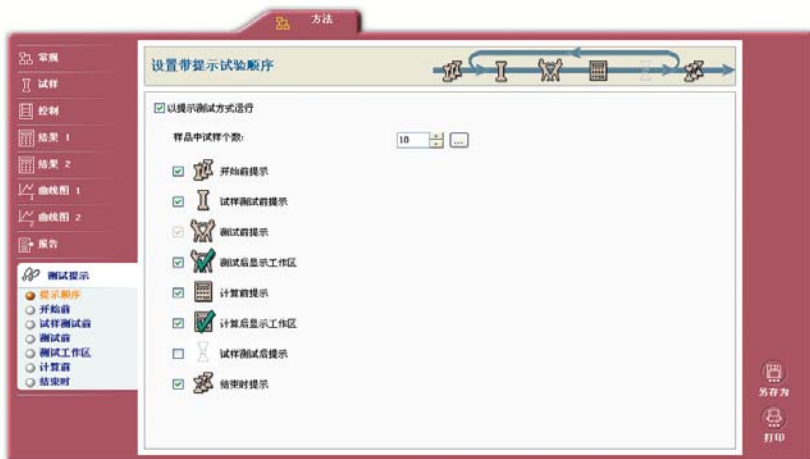 方法
常规
试样
控制
结果 1
结果 2
曲线图 1
曲线图 2
报告
测试提示
提示顺序
开始前
试样测试前
测试前
测试工作区
计算前
结束时
设置带提示试验顺序
以提示测试方式运行
样品中试样个数:
10
...
开始前提示
试样测试前提示
测试前提示
测试后显示工作区
计算前提示
计算后显示工作区
试样测试后提示
结束时提示
另存为
打印